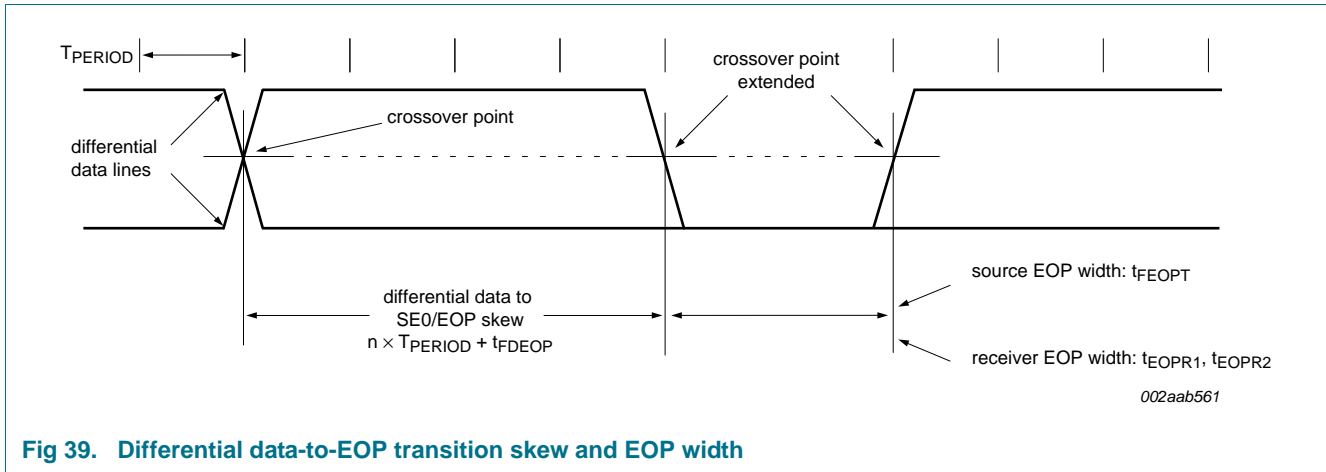 TPERIOD
crossover point
extended
crossover point
differential
data lines
differential data to
SE0/EOP skew
n × TPERIOD + tFDEOP
source EOP width: tFEOPT
receiver EOP width: tEOPR1, tEOPR2
002aab561
Fig 39. Differential data-to-EOP transition skew and EOP width